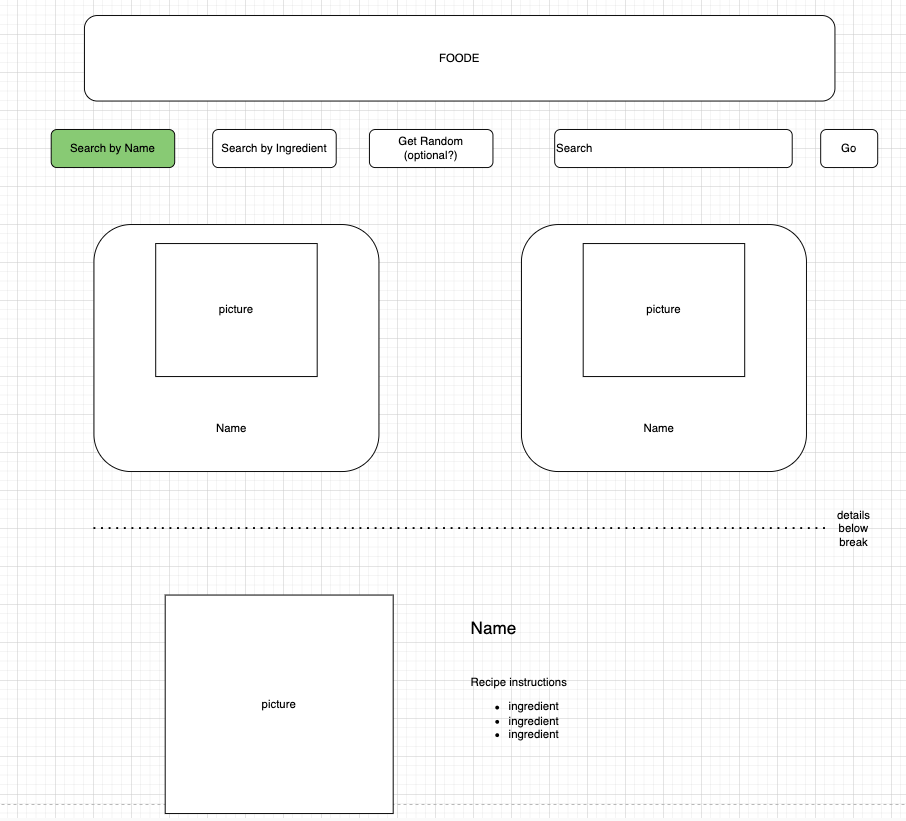 FOODE
Search by Name
Search by Ingredient
Get Random
(optional?)
Search
Go
picture
picture
Name
Name
details
below
break
picture
Name
Recipe instructions
• ingredient
• ingredient
• ingredient